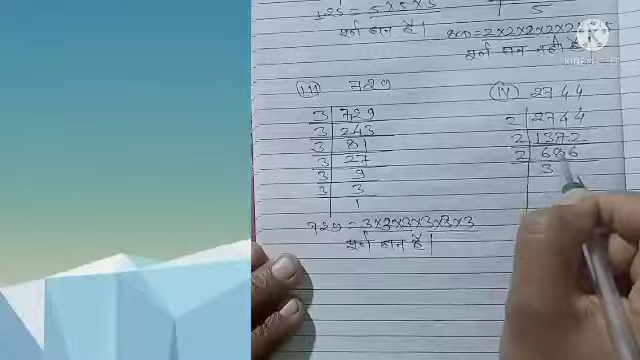 125 = 5×5×5
पूर्ण घन है।
5
800 = 2×2×2×2×2×5
पूर्ण घन नही है
KINEMASTER
(iii) 729
3 | 729
3 | 243
3 | 81
3 | 27
3 | 9
3 | 3
1
729 = 3×3×3×3×3×3
पूर्ण घन है।
(iv) 2744
2 | 2744
2 | 1372
2 | 686
3